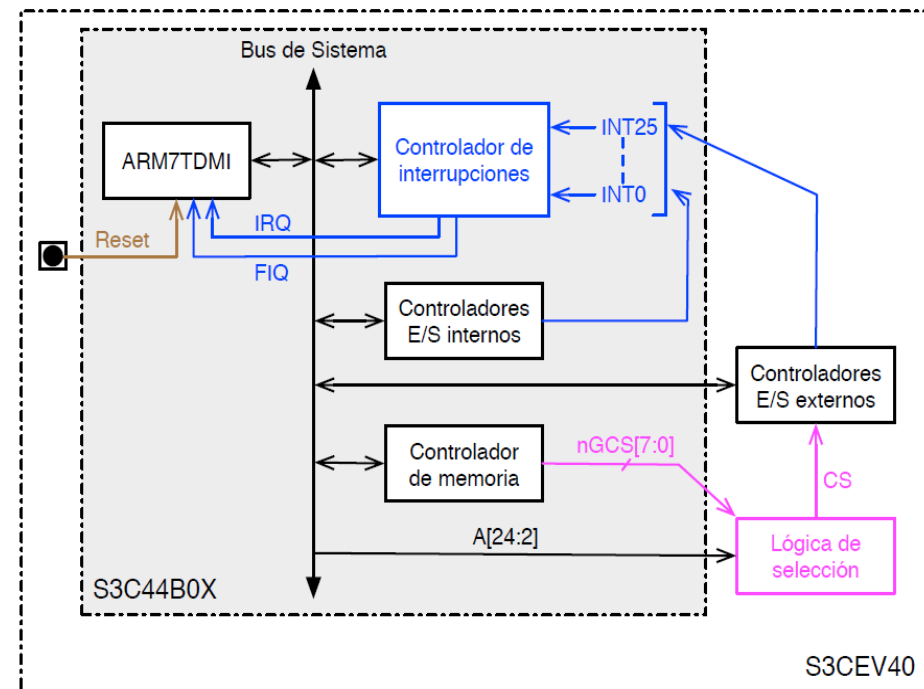 Bus de Sistema
ARM7TDMI
Controlador de
interrupciones
INT25
INT0
IRQ
Reset
FIQ
Controladores
E/S internos
Controladores
E/S externos
Controlador
de memoria
nGCS[7:0]
CS
A[24:2]
Lógica de
selección
S3C44B0X
S3CEV40